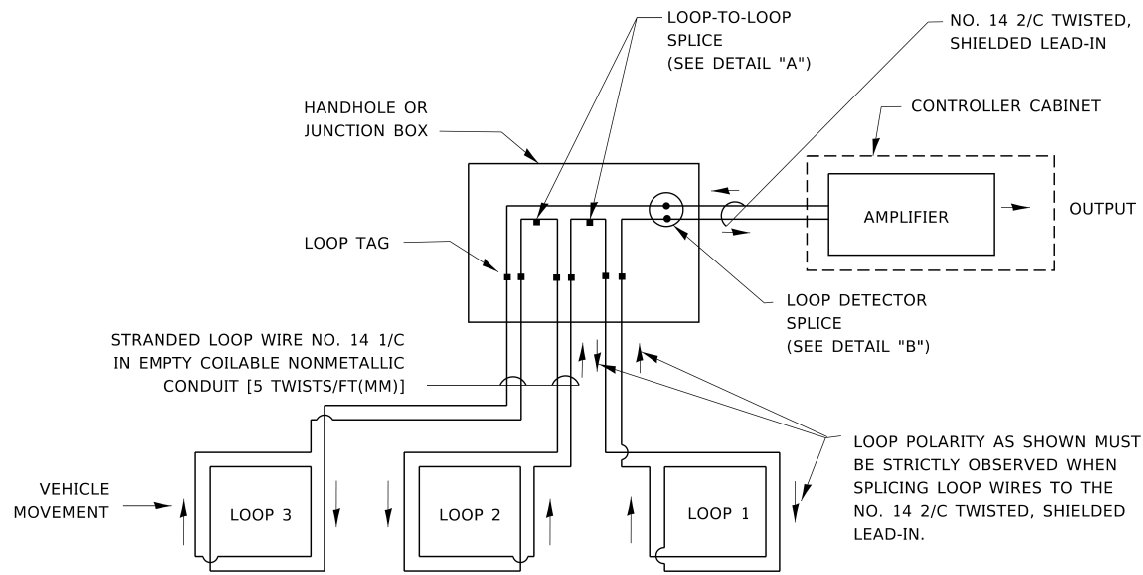 LOOP-TO-LOOP
SPLICE
(SEE DETAIL "A")
NO. 14 2/C TWISTED,
SHIELDED LEAD-IN
HANDHOLE OR
JUNCTION BOX
CONTROLLER CABINET
AMPLIFIER
OUTPUT
LOOP TAG
LOOP DETECTOR
SPLICE
(SEE DETAIL "B")
STRANDED LOOP WIRE NO. 14 1/C
IN EMPTY COILABLE NONMETALLIC
CONDUIT [5 TWISTS/FT(MM)]
LOOP POLARITY AS SHOWN MUST
BE STRICTLY OBSERVED WHEN
SPLICING LOOP WIRES TO THE
NO. 14 2/C TWISTED, SHIELDED
LEAD-IN.
VEHICLE
MOVEMENT
LOOP 3
LOOP 2
LOOP 1